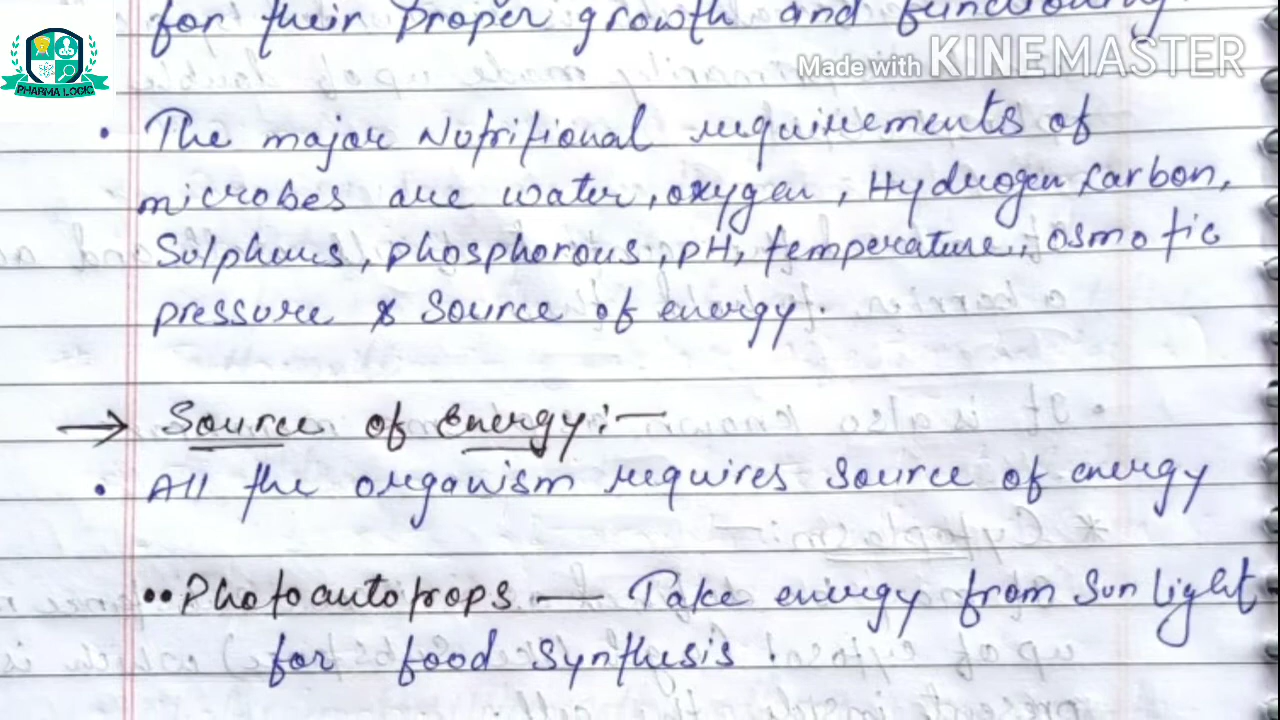 for their proper growth and functioning
Made with KINEMASTER
PHARMA LOGIC
• The major Nutritional requirements of
microbes are water, oxygen, Hydrogen carbon,
Sulphurs, phosphorous, pH, temperature, osmotic
pressure & Source of energy.
→ Source of Energy:—
• All the organism requires source of energy
•• Photoautotrops — Take energy from Sun light
for food synthesis.